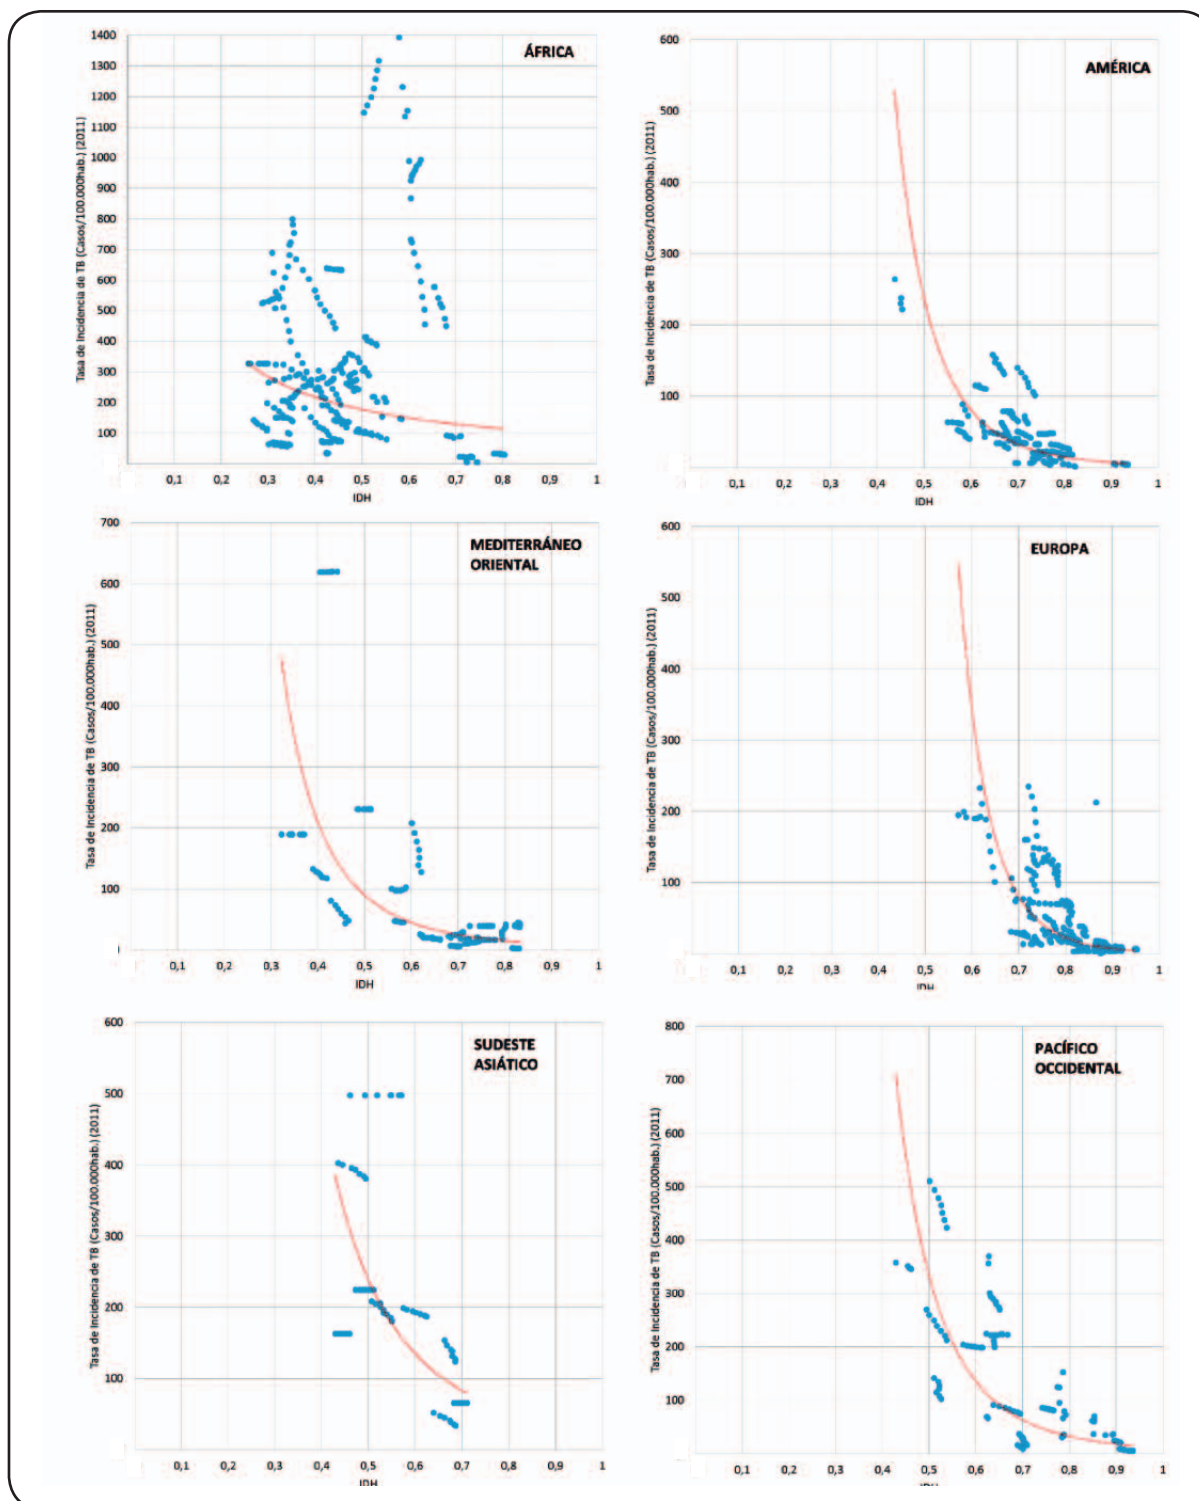 ÁFRICA
Tasa de Incidencia de TB (Casos/100.000hab.) (2011)
1400
1300
1200
1100
1000
900
800
700
600
500
400
300
200
100
0,1 0,2 0,3 0,4 0,5 0,6 0,7 0,8 0,9 1
IDH
AMÉRICA
Tasa de Incidencia de TB (Casos/100.000hab.) (2011)
600
500
400
300
200
100
0,1 0,2 0,3 0,4 0,5 0,6 0,7 0,8 0,9 1
IDH
MEDITERRÁNEO
ORIENTAL
Tasa de Incidencia de TB (Casos/100.000hab.) (2011)
700
600
500
400
300
200
100
0,1 0,2 0,3 0,4 0,5 0,6 0,7 0,8 0,9 1
IDH
EUROPA
Tasa de Incidencia de TB (Casos/100.000hab.) (2011)
600
500
400
300
200
100
0,1 0,2 0,3 0,4 0,5 0,6 0,7 0,8 0,9 1
IDH
SUDESTE
ASIÁTICO
Tasa de Incidencia de TB (Casos/100.000hab.) (2011)
600
500
400
300
200
100
0,1 0,2 0,3 0,4 0,5 0,6 0,7 0,8 0,9 1
IDH
PACÍFICO
OCCIDENTAL
Tasa de Incidencia de TB (Casos/100.000hab.) (2011)
800
700
600
500
400
300
200
100
0,1 0,2 0,3 0,4 0,5 0,6 0,7 0,8 0,9 1
IDH